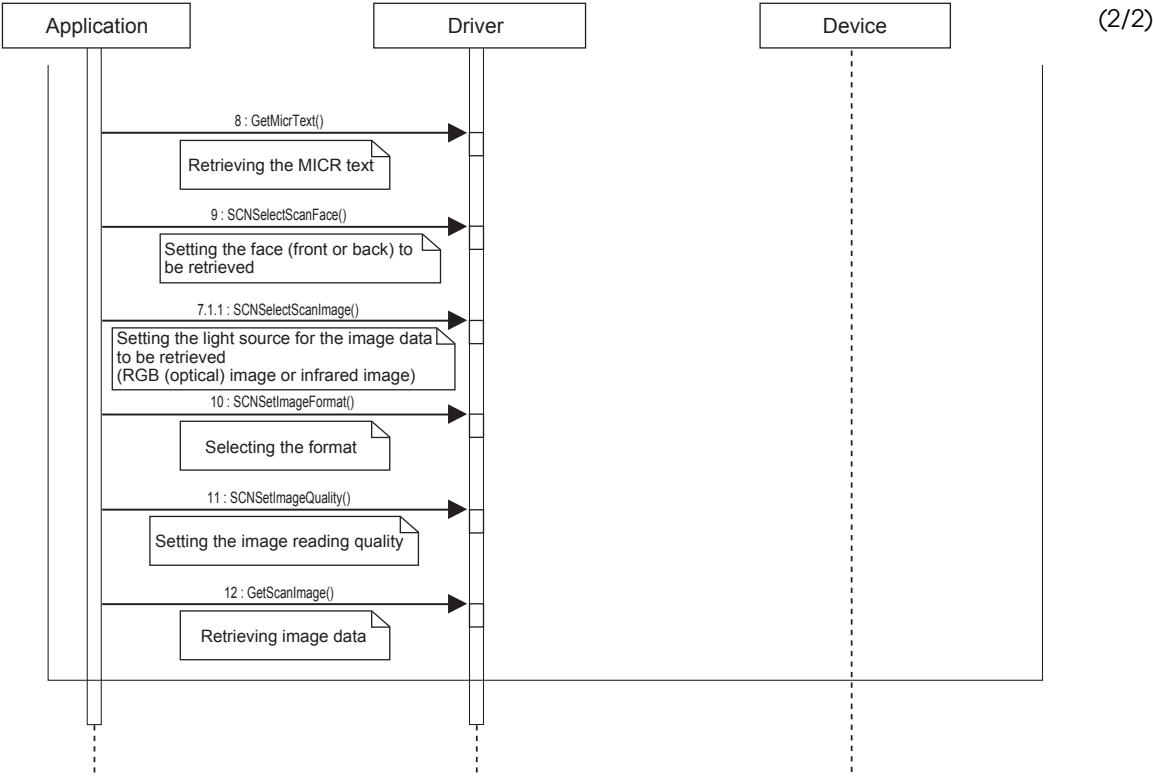 Application
Driver
Device
(2/2)
8 : GetMicrText()
Retrieving the MICR text
9 : SCNSelectScanFace()
Setting the face (front or back) to
be retrieved
7.1.1 : SCNSelectScanImage()
Setting the light source for the image data
to be retrieved
(RGB (optical) image or infrared image)
10 : SCNSetImageFormat()
Selecting the format
11 : SCNSetImageQuality()
Setting the image reading quality
12 : GetScanImage()
Retrieving image data